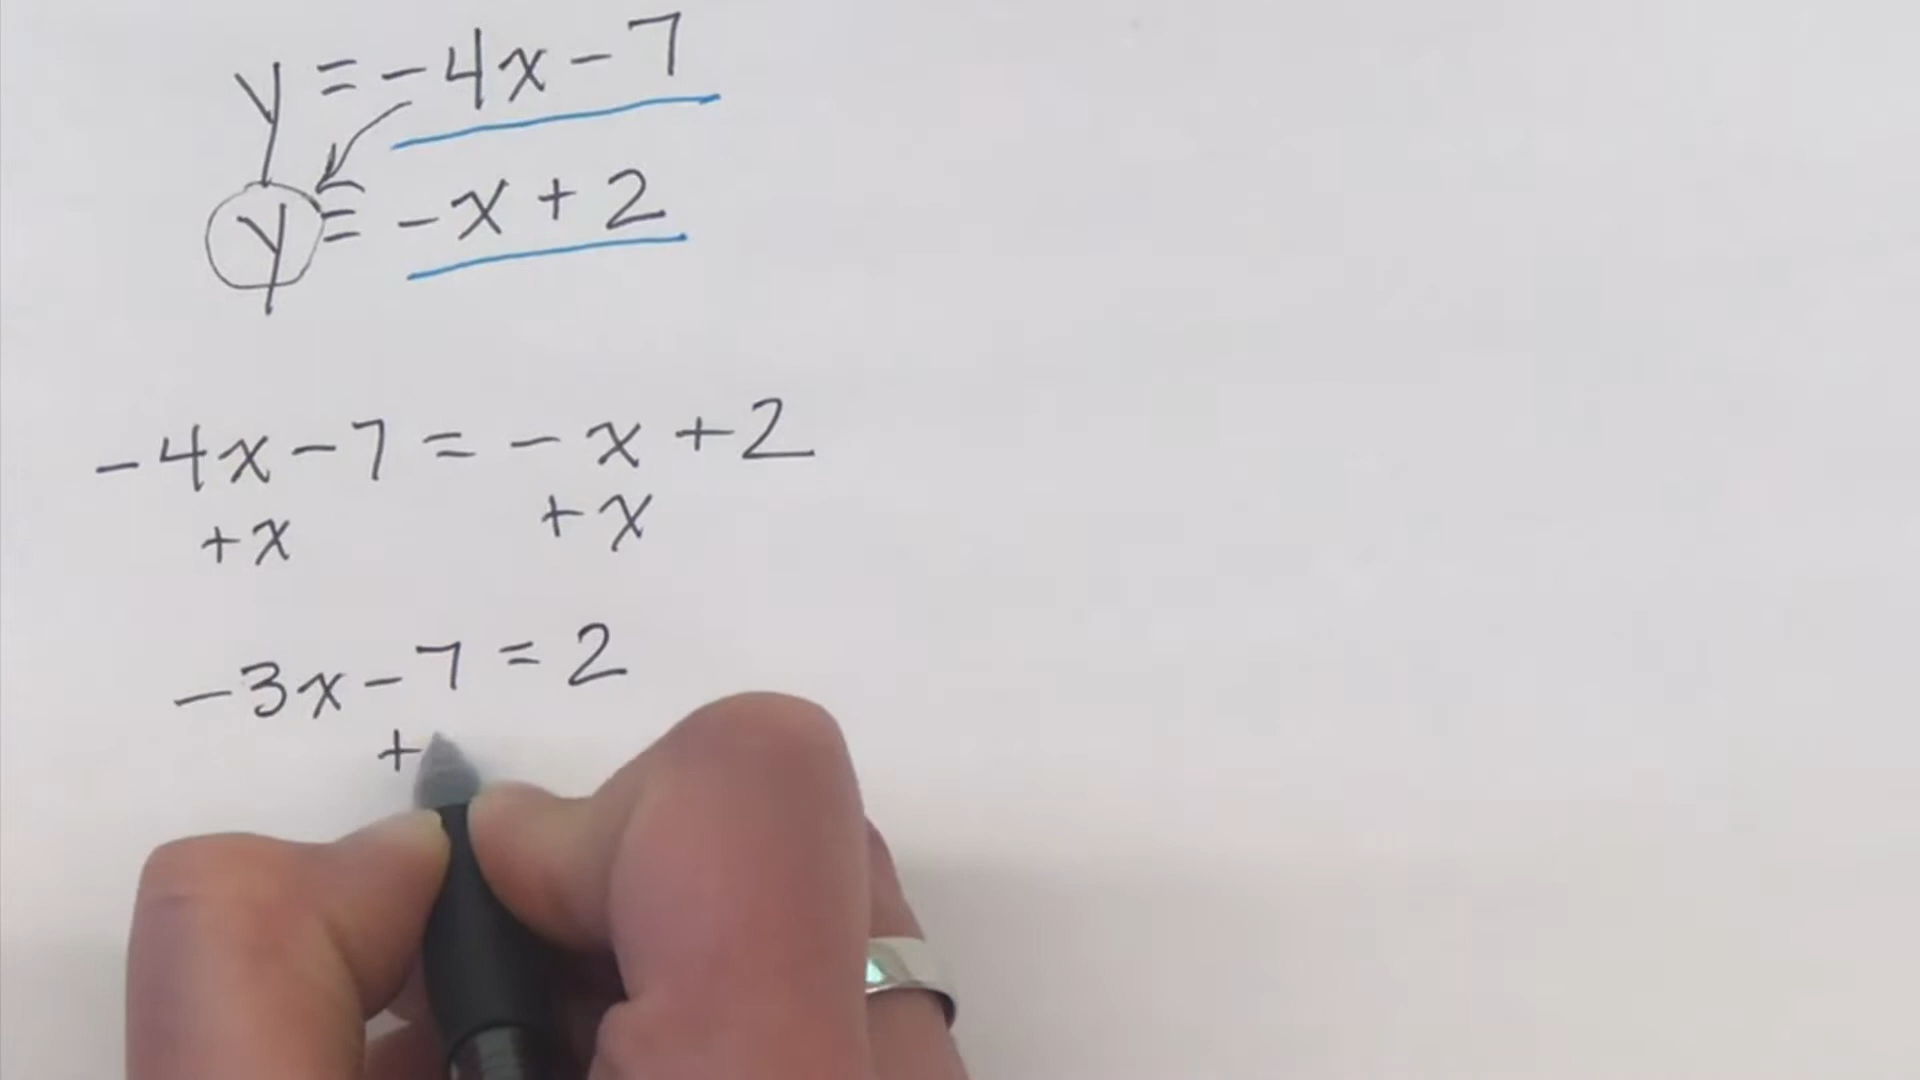 y = -4x - 7
y = -x + 2
-4x - 7 = -x + 2
+x +x
-3x - 7 = 2
+